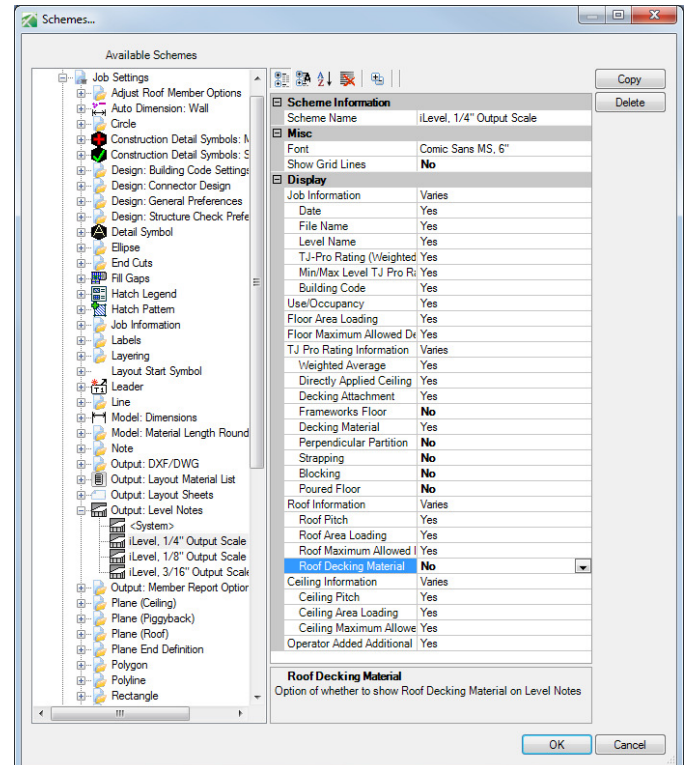 Schemes...
Available Schemes
Job Settings
Adjust Roof Member Options
Auto Dimension: Wall
Circle
Construction Detail Symbols: M
Construction Detail Symbols: S
Design: Building Code Settings
Design: Connector Design
Design: General Preferences
Design: Structure Check Prefe
Detail Symbol
Ellipse
End Cuts
Fill Gaps
Hatch Legend
Hatch Pattern
Job Information
Labels
Layering
Layout Start Symbol
Leader
Line
Model: Dimensions
Model: Material Length Round
Note
Output: DXF/DWG
Output: Layout Material List
Output: Layout Sheets
Output: Level Notes
<System>
iLevel, 1/4" Output Scale
iLevel, 1/8" Output Scale
iLevel, 3/16" Output Scale
Output: Member Report Option
Plane (Ceiling)
Plane (Piggyback)
Plane (Roof)
Plane End Definition
Polygon
Polyline
Rectangle
Scheme Information
Scheme Name iLevel, 1/4" Output Scale
Misc
Font Comic Sans MS, 6"
Show Grid Lines No
Display
Job Information Varies
Date Yes
File Name Yes
Level Name Yes
TJ-Pro Rating (Weighted Yes
Min/Max Level TJ Pro Ra Yes
Building Code Yes
Use/Occupancy Yes
Floor Area Loading Yes
Floor Maximum Allowed De Yes
TJ Pro Rating Information Varies
Weighted Average Yes
Directly Applied Ceiling Yes
Decking Attachment Yes
Frameworks Floor No
Decking Material Yes
Perpendicular Partition No
Strapping No
Blocking No
Poured Floor No
Roof Information Varies
Roof Pitch Yes
Roof Area Loading Yes
Roof Maximum Allowed Yes
Roof Decking Material No
Ceiling Information Varies
Ceiling Pitch Yes
Ceiling Area Loading Yes
Ceiling Maximum Allowe Yes
Operator Added Additional Yes
Roof Decking Material
Option of whether to show Roof Decking Material on Level Notes
Copy
Delete
OK
Cancel